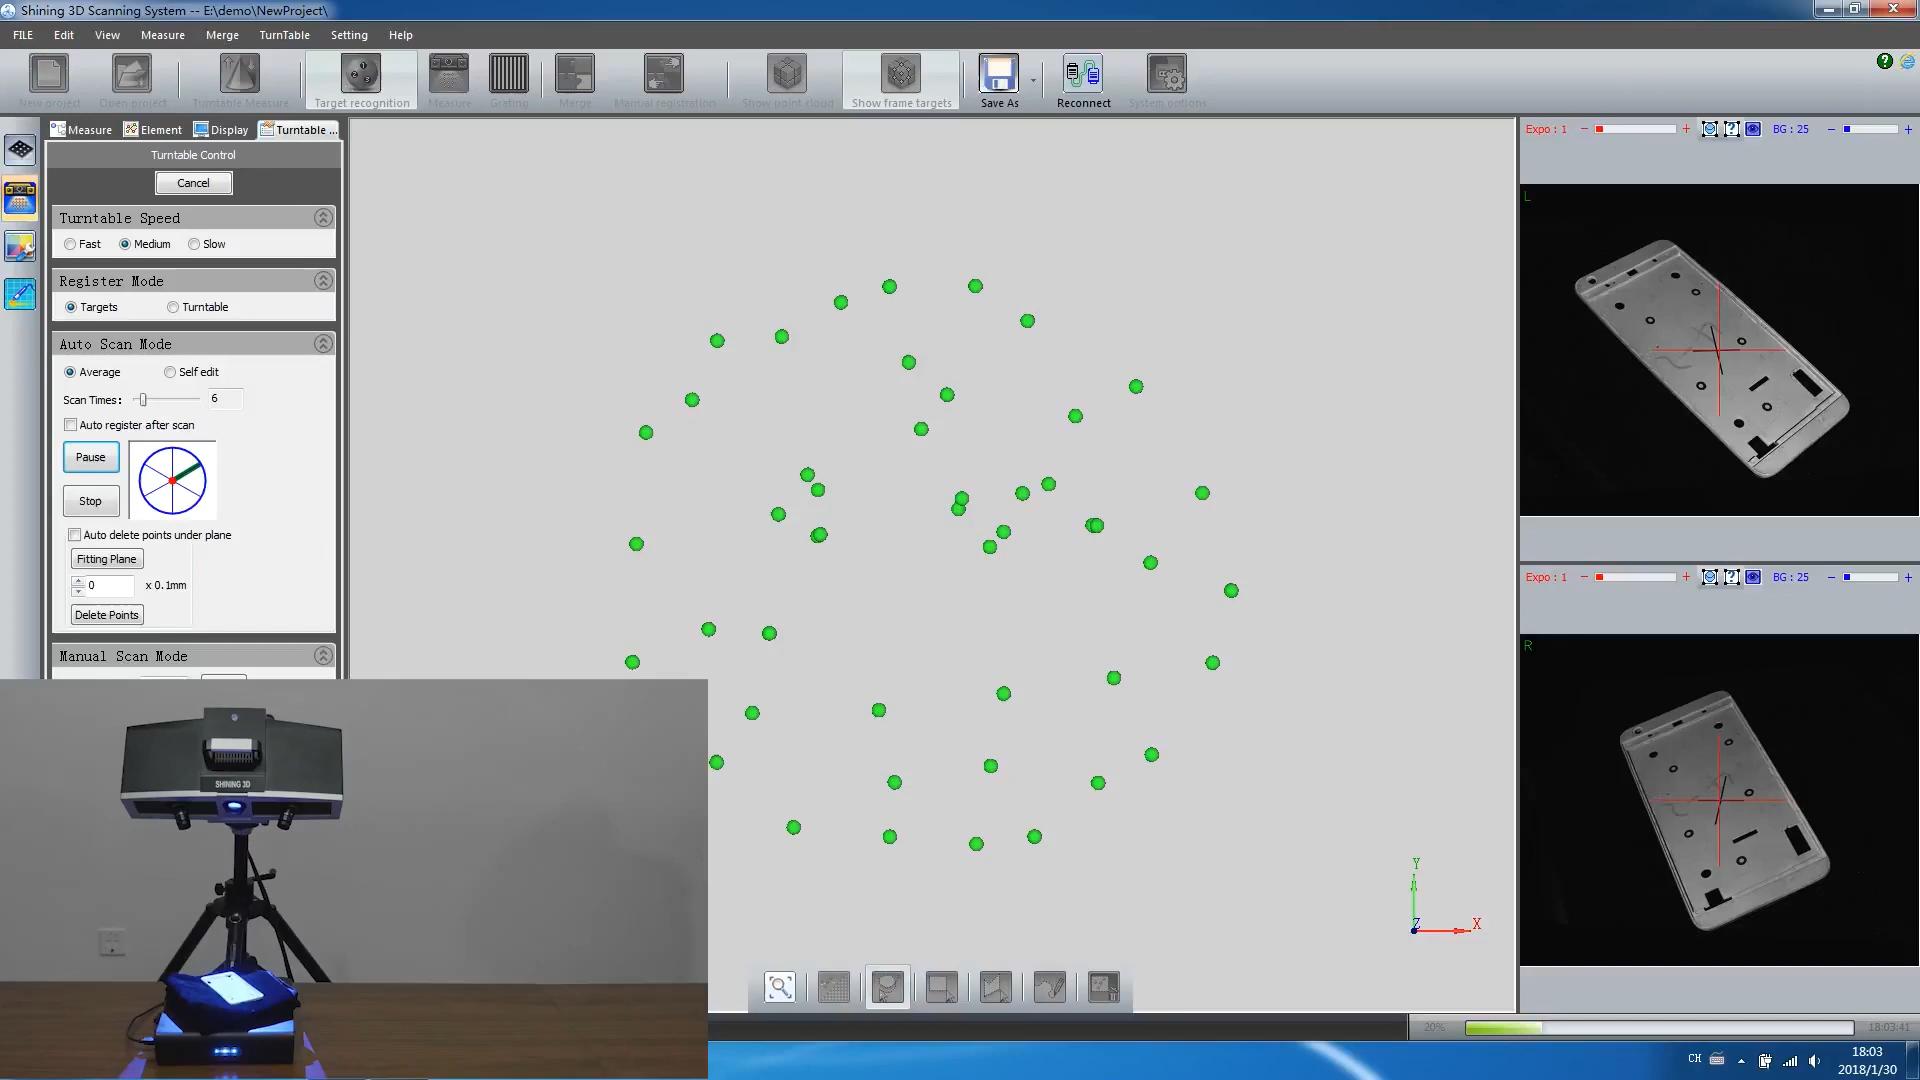 Shining 3D Scanning System -- E:\demo\NewProject\
FILE Edit View Measure Merge TurnTable Setting Help
New project Open project Turntable Measure Target recognition Measure Grating Merge Manual registration Show point cloud Show frame targets Save As Reconnect System options
Measure Element Display Turntable ...
Turntable Control
Cancel
Turntable Speed
Fast Medium Slow
Register Mode
Targets Turntable
Auto Scan Mode
Average Self edit
Scan Times: 6
Auto register after scan
Pause
Stop
Auto delete points under plane
Fitting Plane
0 x 0.1mm
Delete Points
Manual Scan Mode
SHINING 3D
Y
Z X
Expo : 1 BG : 25
L
Expo : 1 BG : 25
R
20% 18:03:41
CH 18:03
2018/1/30